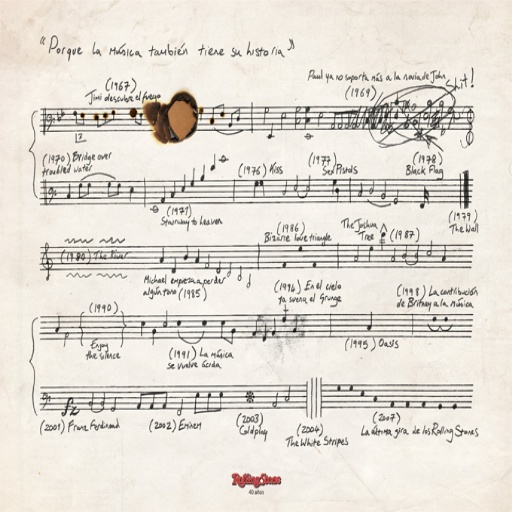 "Porque la música también tiene su historia"
(1967)
Jimi descubre el fuego
Paul ya no soporta más a la novia de John
(1969)
Shit!
(1970) Bridge over
troubled water
(1971)
Stairway to heaven
(1976) Kiss
(1977)
Sex Pistols
(1978)
Black Flag
(1979)
The Wall
(1980) The River
Michael empieza a perder
algún tono (1985)
(1986)
Bizarre love triangle
The Joshua
Tree (1987)
(1990)
Enjoy
the silence
(1991) La música
se vuelve ácida
(1994) En el cielo
ya suena el Grunge
(1995) Oasis
(1998) La contribución
de Britney a la música
(2001) Franz Ferdinand
(2002) Eminem
(2003)
Coldplay
(2004)
The White Stripes
(2007)
La última gira de los Rolling Stones
Rolling Stone
40 años